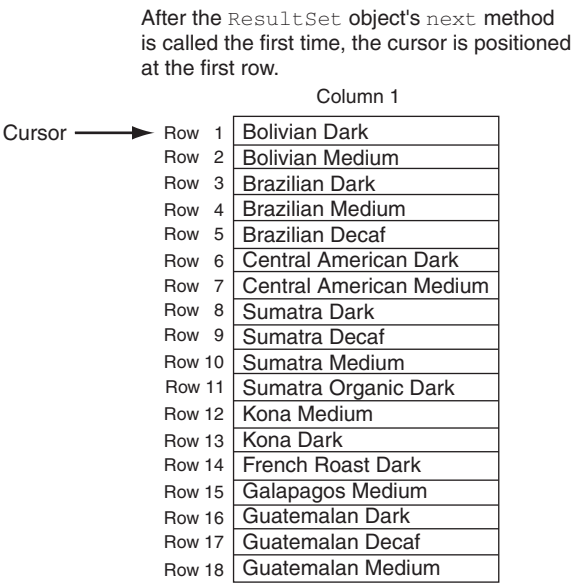 After the ResultSet object's next method
is called the first time, the cursor is positioned
at the first row.
Column 1
Cursor Row 1 Bolivian Dark
Row 2 Bolivian Medium
Row 3 Brazilian Dark
Row 4 Brazilian Medium
Row 5 Brazilian Decaf
Row 6 Central American Dark
Row 7 Central American Medium
Row 8 Sumatra Dark
Row 9 Sumatra Decaf
Row 10 Sumatra Medium
Row 11 Sumatra Organic Dark
Row 12 Kona Medium
Row 13 Kona Dark
Row 14 French Roast Dark
Row 15 Galapagos Medium
Row 16 Guatemalan Dark
Row 17 Guatemalan Decaf
Row 18 Guatemalan Medium